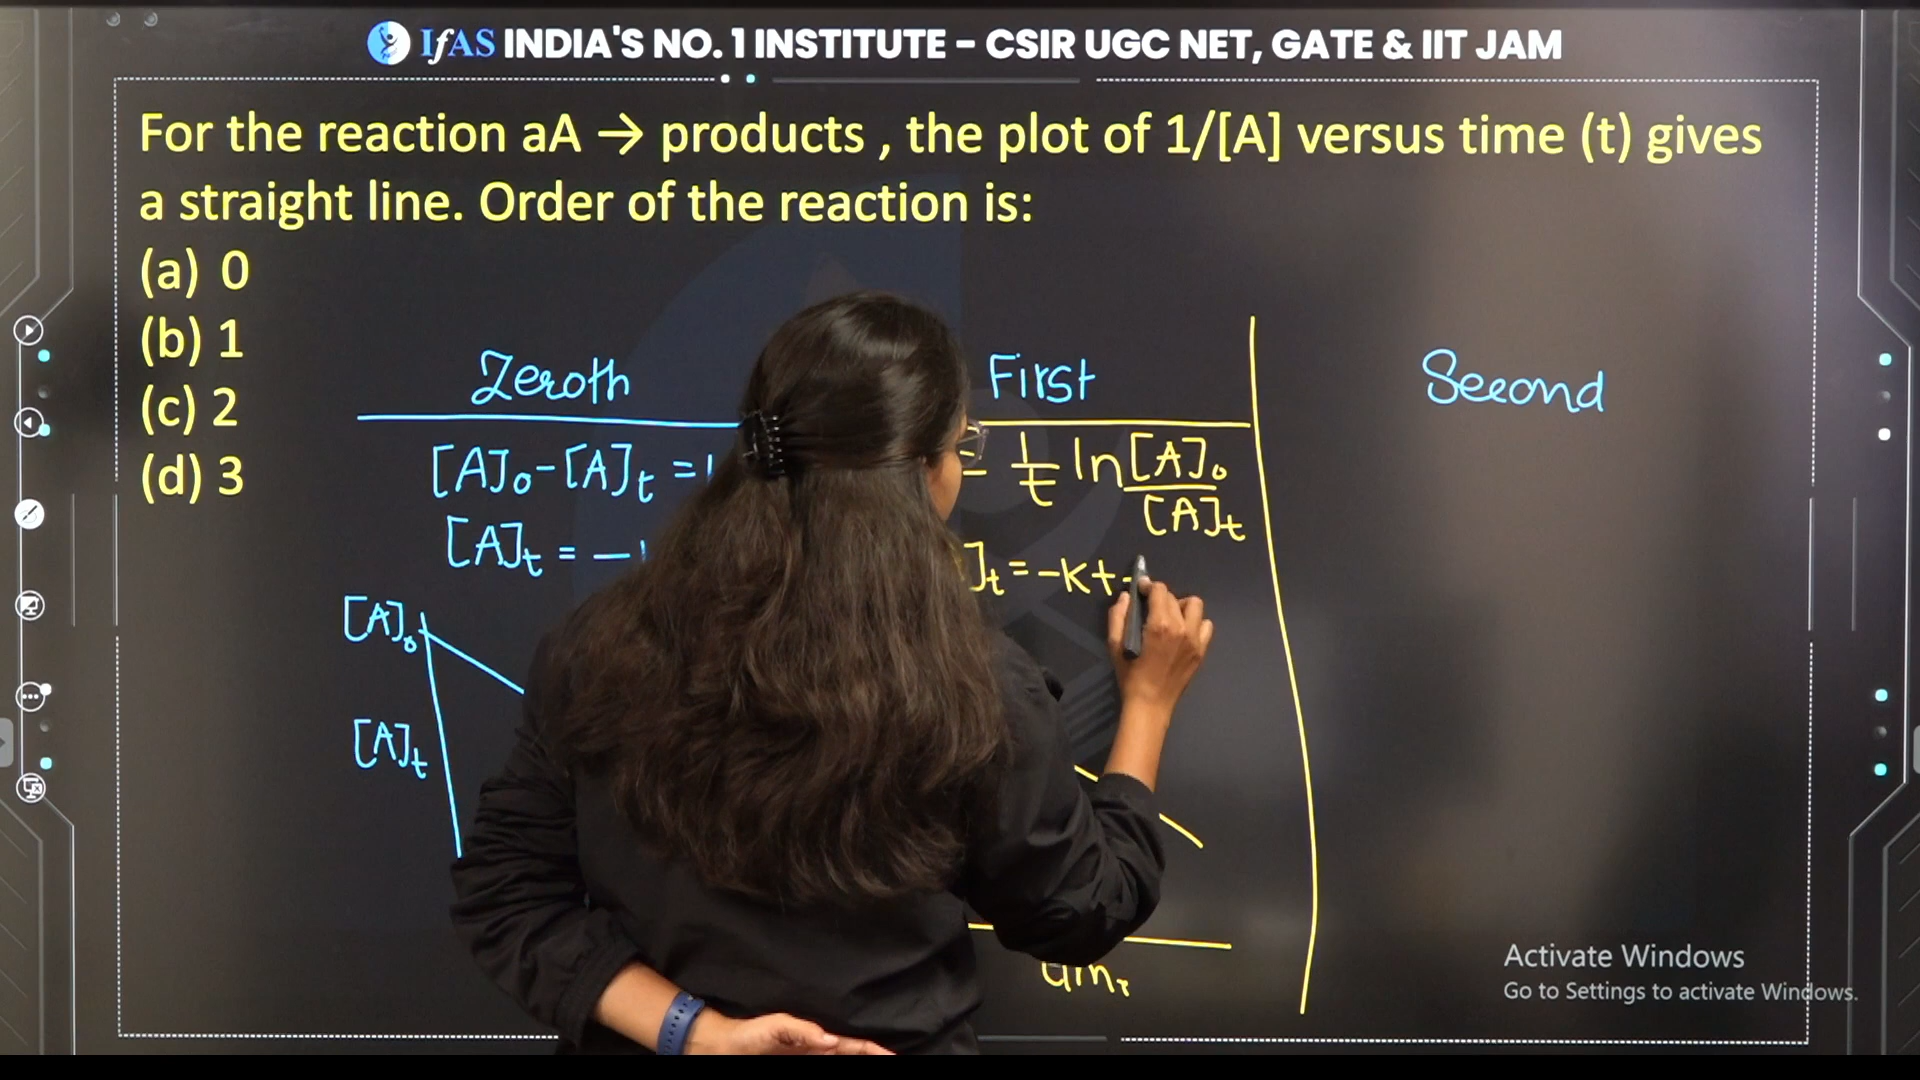 IfAS INDIA'S NO. 1 INSTITUTE – CSIR UGC NET, GATE & IIT JAM
For the reaction aA → products , the plot of 1/[A] versus time (t) gives
a straight line. Order of the reaction is:
(a) 0
(b) 1
(c) 2
(d) 3
Zeroth
First
Second
[A]₀-[A]t =
= 1/t ln [A]₀/[A]t
[A]t = –
]t = -kt
[A]₀
[A]t
Activate Windows
Go to Settings to activate Windows.